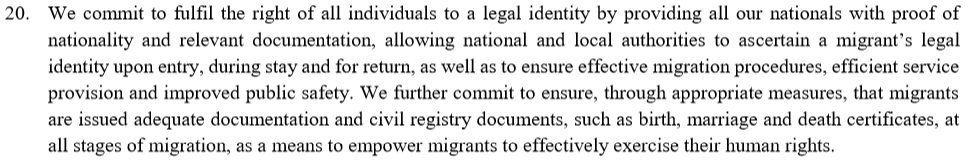 20. We commit to fulfil the right of all individuals to a legal identity by providing all our nationals with proof of
nationality and relevant documentation, allowing national and local authorities to ascertain a migrant’s legal
identity upon entry, during stay and for return, as well as to ensure effective migration procedures, efficient service
provision and improved public safety. We further commit to ensure, through appropriate measures, that migrants
are issued adequate documentation and civil registry documents, such as birth, marriage and death certificates, at
all stages of migration, as a means to empower migrants to effectively exercise their human rights.